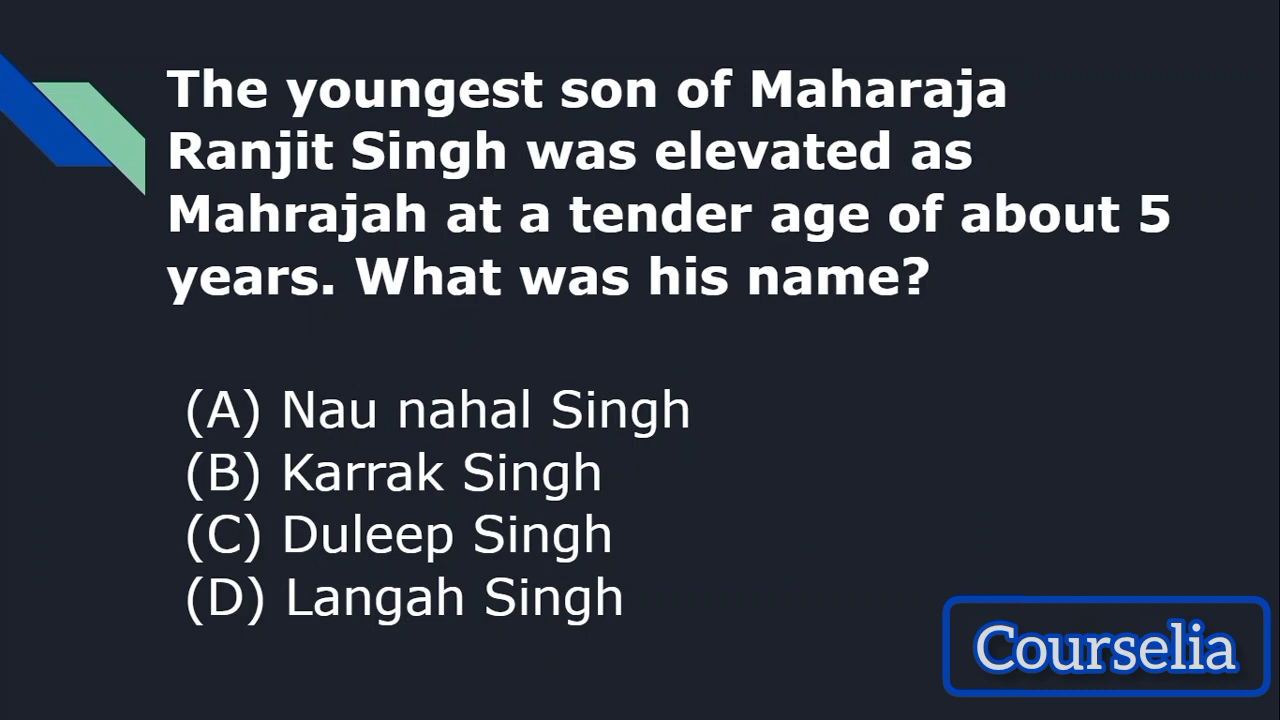 The youngest son of Maharaja
Ranjit Singh was elevated as
Mahrajah at a tender age of about 5
years. What was his name?
(A) Nau nahal Singh
(B) Karrak Singh
(C) Duleep Singh
(D) Langah Singh
Courselia